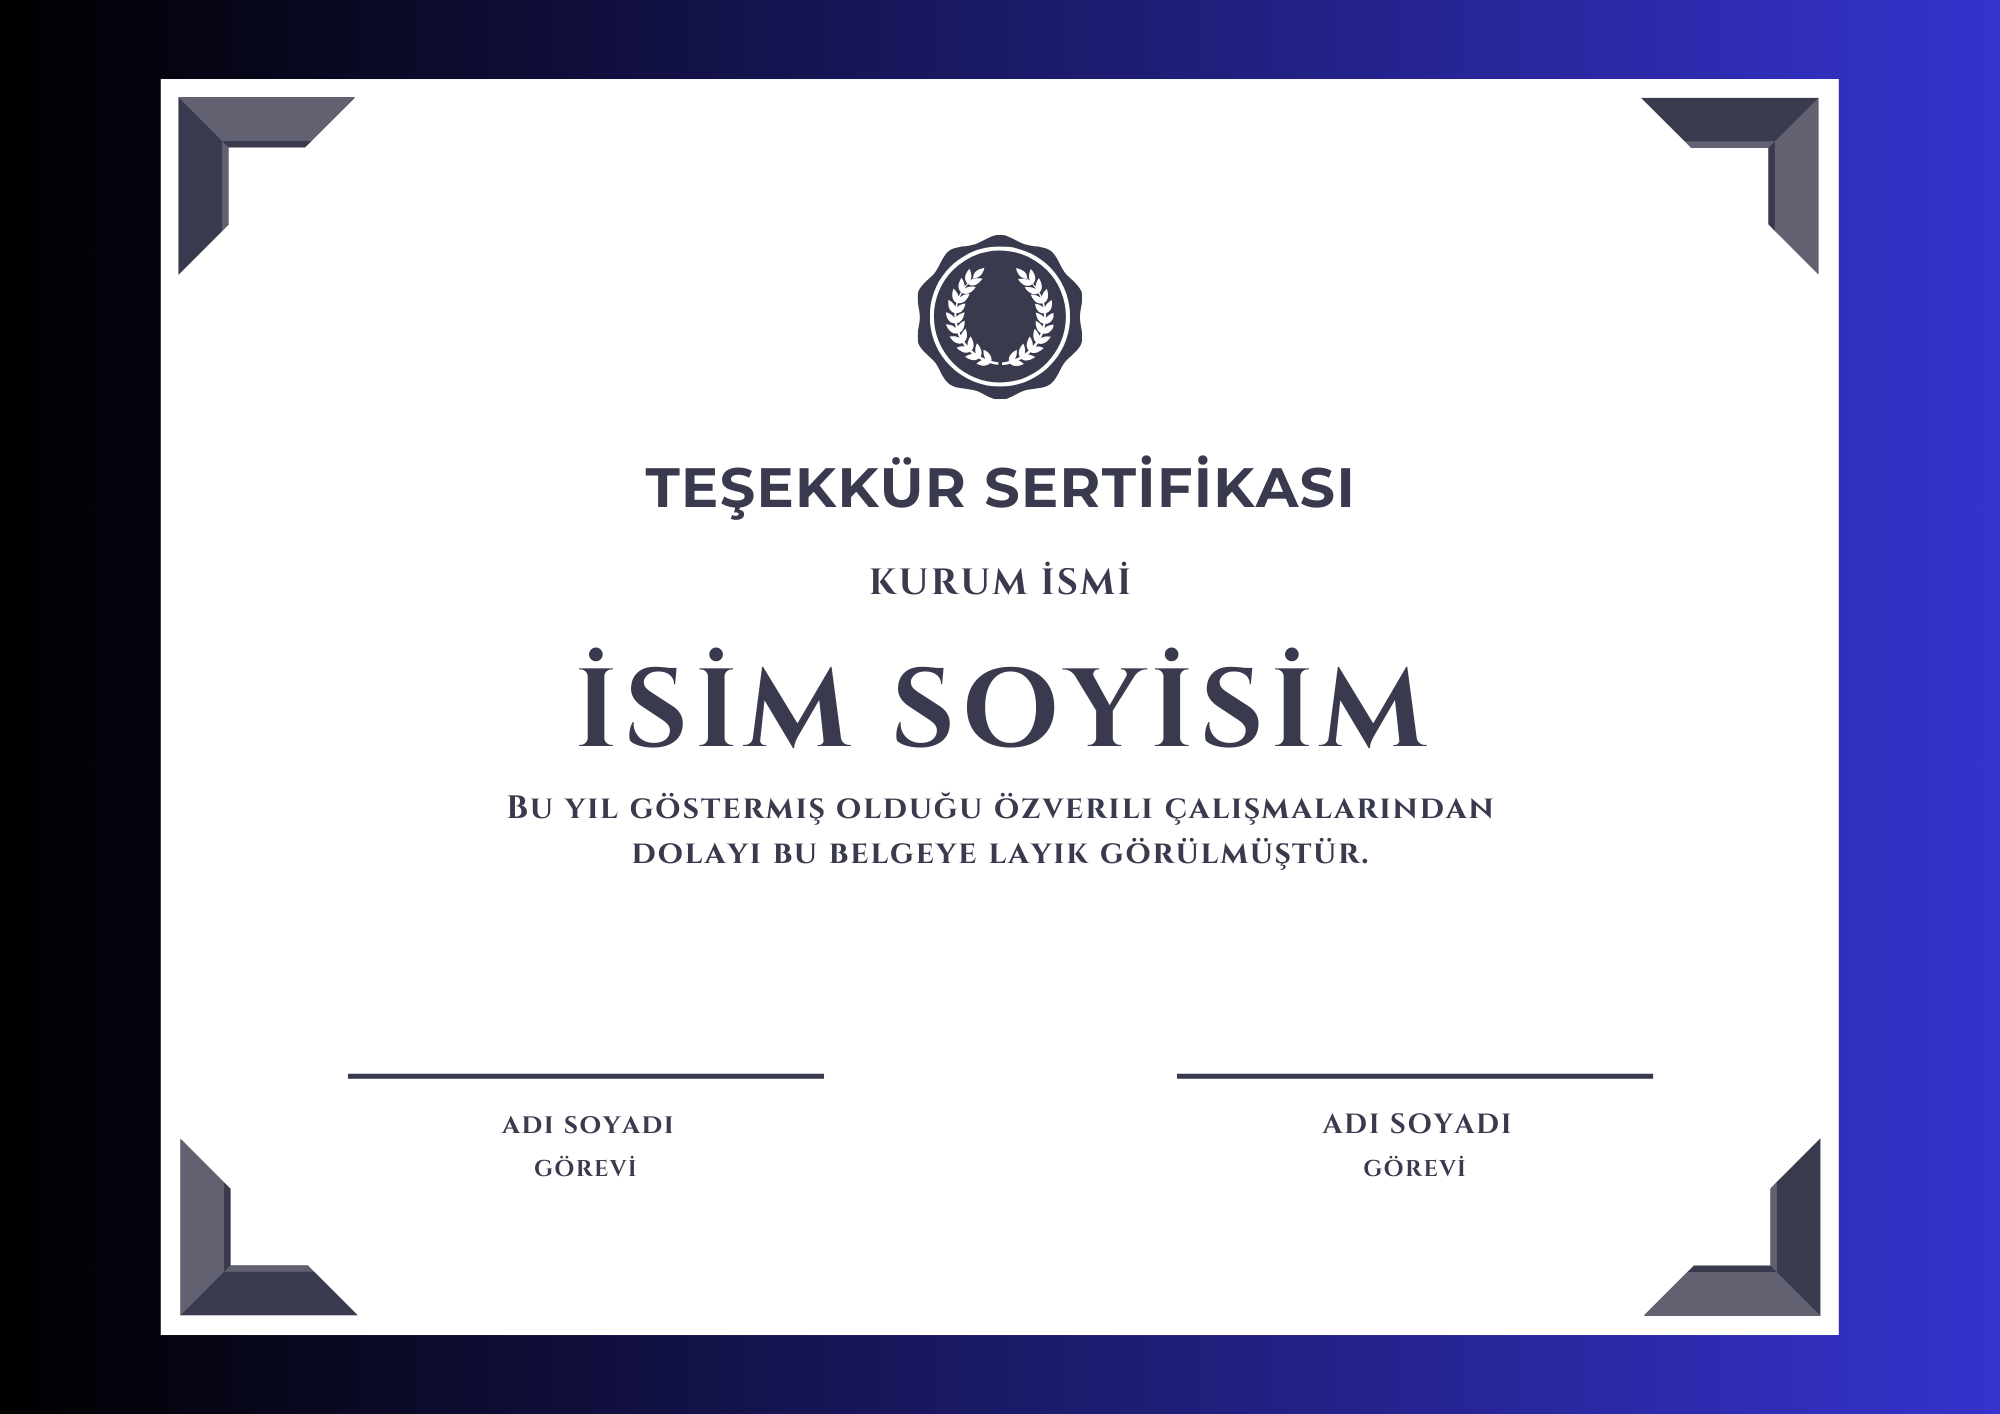 TEŞEKKÜR SERTİFİKASI
KURUM İSMİ
İSİM SOYİSİM
Bu yıl göstermiş olduğu özverili çalışmalarından
dolayı bu belgeye layık görülmüştür.
ADI SOYADI
GÖREVİ
ADI SOYADI
GÖREVİ